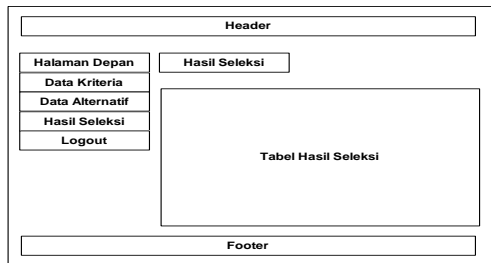 Header
Halaman Depan
Data Kriteria
Data Alternatif
Hasil Seleksi
Logout
Hasil Seleksi
Tabel Hasil Seleksi
Footer